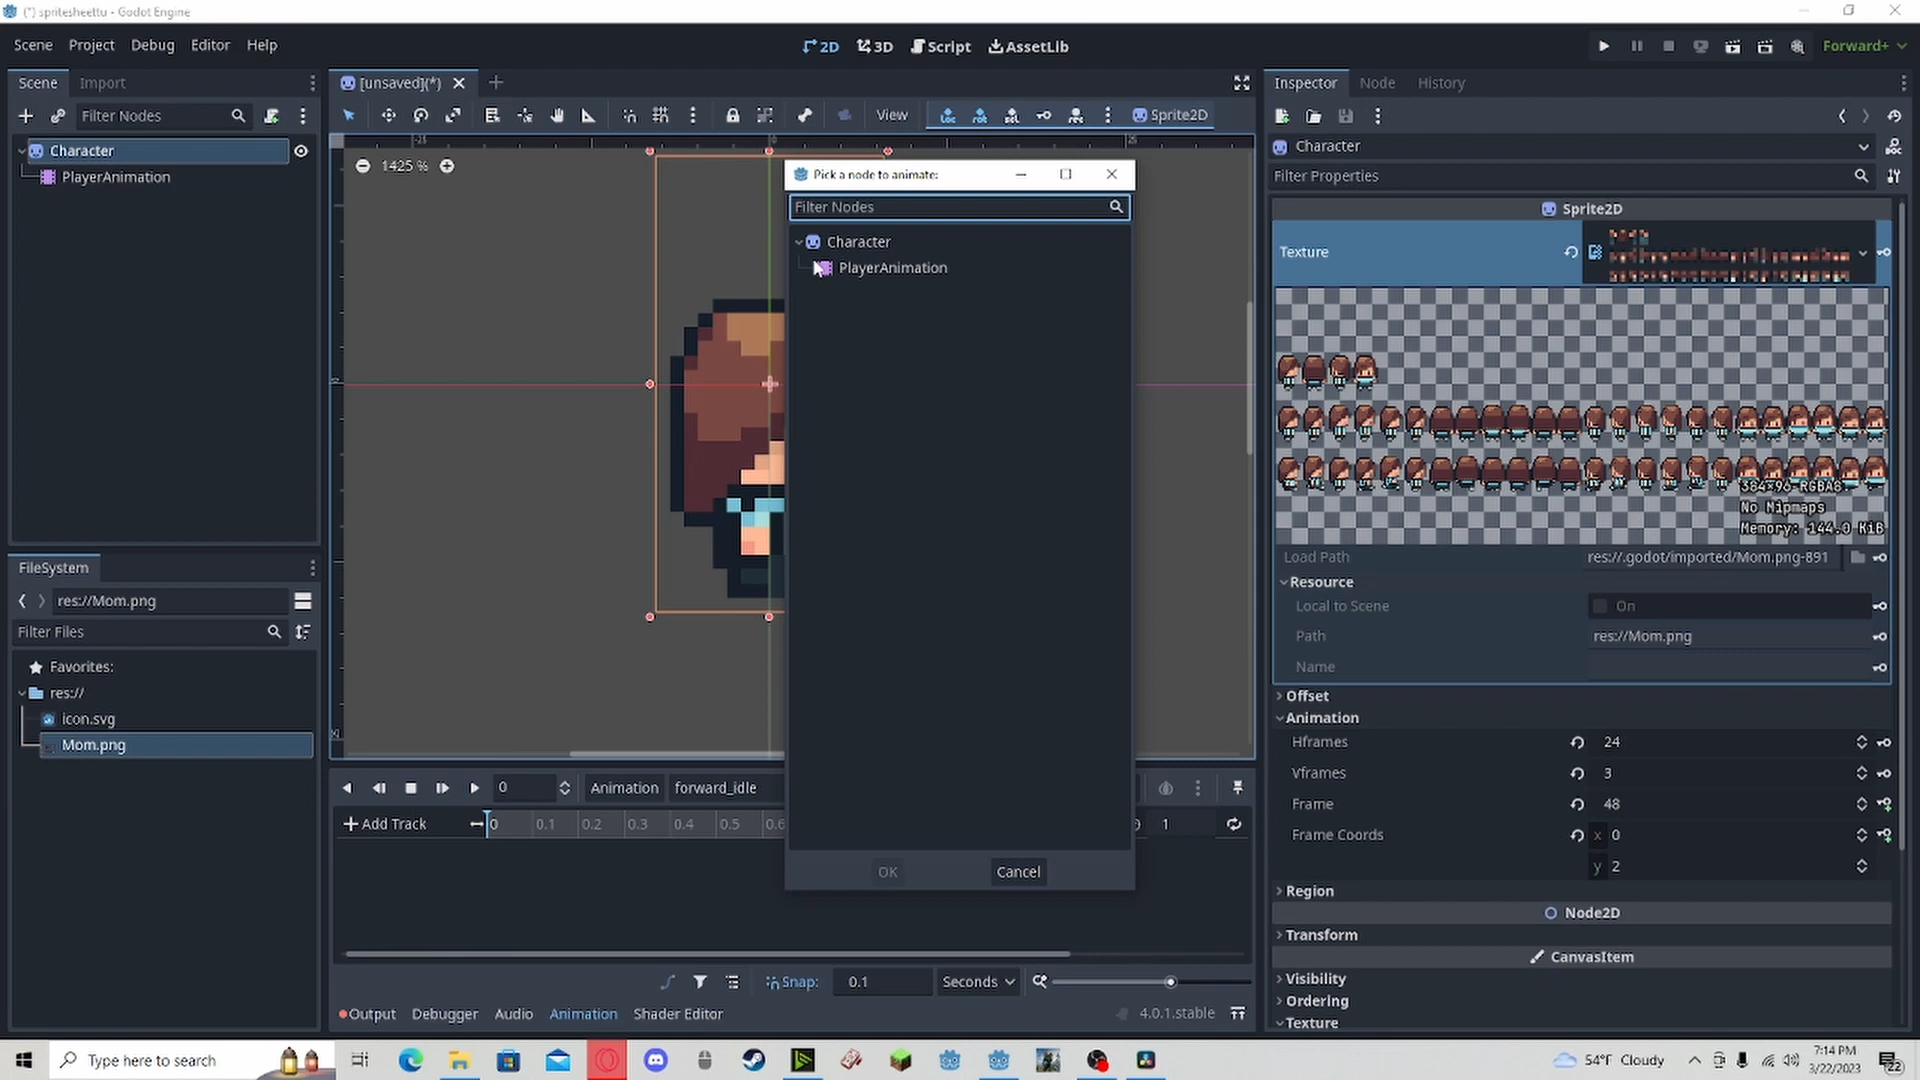 (*) spritesheettu - Godot Engine
Scene Project Debug Editor Help
2D 3D Script AssetLib
Forward+
Scene Import
[unsaved](*)
Inspector Node History
Filter Nodes
View
Sprite2D
Character
PlayerAnimation
1425 %
Pick a node to animate:
Filter Nodes
Character
PlayerAnimation
OK Cancel
Character
Filter Properties
Sprite2D
Texture
384×96 RGBA8
No Mipmaps
Memory: 144.0 KiB
Load Path res://.godot/imported/Mom.png-891
Resource
Local to Scene On
Path res://Mom.png
Name
Offset
Animation
Hframes 24
Vframes 3
Frame 48
Frame Coords x 0
y 2
Region
Node2D
Transform
CanvasItem
Visibility
Ordering
Texture
FileSystem
res://Mom.png
Filter Files
Favorites:
res://
icon.svg
Mom.png
0 Animation forward_idle
Add Track 0 0.1 0.2 0.3 0.4 0.5 0.6 1
Snap: 0.1 Seconds
Output Debugger Audio Animation Shader Editor 4.0.1.stable
Type here to search
54°F Cloudy
7:14 PM
3/22/2023
22